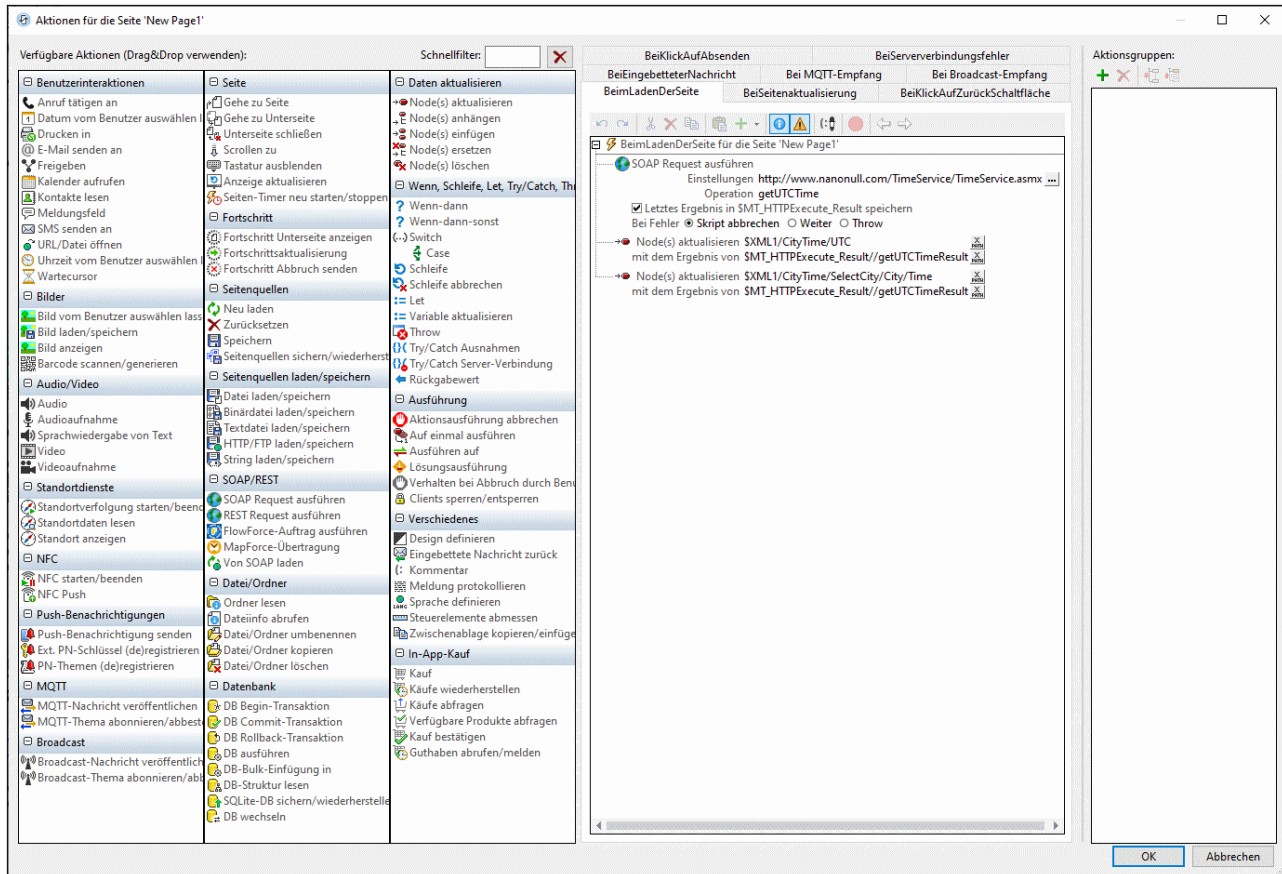 Aktionen für die Seite 'New Page1'
Verfügbare Aktionen (Drag&Drop verwenden):
Schnellfilter:
Benutzerinteraktionen
Anruf tätigen an
Datum vom Benutzer auswählen l
Drucken in
E-Mail senden an
Freigeben
Kalender aufrufen
Kontakte lesen
Meldungsfeld
SMS senden an
URL/Datei öffnen
Uhrzeit vom Benutzer auswählen l
Wartecursor
Bilder
Bild vom Benutzer auswählen lass
Bild laden/speichern
Bild anzeigen
Barcode scannen/generieren
Audio/Video
Audio
Audioaufnahme
Sprachwiedergabe von Text
Video
Videoaufnahme
Standortdienste
Standortverfolgung starten/beend
Standortdaten lesen
Standort anzeigen
NFC
NFC starten/beenden
NFC Push
Push-Benachrichtigungen
Push-Benachrichtigung senden
Ext. PN-Schlüssel (de)registrieren
PN-Themen (de)registrieren
MQTT
MQTT-Nachricht veröffentlichen
MQTT-Thema abonnieren/abbest
Broadcast
Broadcast-Nachricht veröffentlich
Broadcast-Thema abonnieren/abl
Seite
Gehe zu Seite
Gehe zu Unterseite
Unterseite schließen
Scrollen zu
Tastatur ausblenden
Anzeige aktualisieren
Seiten-Timer neu starten/stoppen
Fortschritt
Fortschritt Unterseite anzeigen
Fortschrittsaktualisierung
Fortschritt Abbruch senden
Seitenquellen
Neu laden
Zurücksetzen
Speichern
Seitenquellen sichern/wiederherst
Seitenquellen laden/speichern
Datei laden/speichern
Binärdatei laden/speichern
Textdatei laden/speichern
HTTP/FTP laden/speichern
String laden/speichern
SOAP/REST
SOAP Request ausführen
REST Request ausführen
FlowForce-Auftrag ausführen
MapForce-Übertragung
Von SOAP laden
Datei/Ordner
Ordner lesen
Dateiinfo abrufen
Datei/Ordner umbenennen
Datei/Ordner kopieren
Datei/Ordner löschen
Datenbank
DB Begin-Transaktion
DB Commit-Transaktion
DB Rollback-Transaktion
DB ausführen
DB-Bulk-Einfügung in
DB-Struktur lesen
SQLite-DB sichern/wiederherstelle
DB wechseln
Daten aktualisieren
Node(s) aktualisieren
Node(s) anhängen
Node(s) einfügen
Node(s) ersetzen
Node(s) löschen
Wenn, Schleife, Let, Try/Catch, Thr
Wenn-dann
Wenn-dann-sonst
Switch
Case
Schleife
Schleife abbrechen
Let
Variable aktualisieren
Throw
Try/Catch Ausnahmen
Try/Catch Server-Verbindung
Rückgabewert
Ausführung
Aktionsausführung abbrechen
Auf einmal ausführen
Ausführen auf
Lösungsausführung
Verhalten bei Abbruch durch Benu
Clients sperren/entsperren
Verschiedenes
Design definieren
Eingebettete Nachricht zurück
Kommentar
Meldung protokollieren
Sprache definieren
Steuerelemente abmessen
Zwischenablage kopieren/einfüge
In-App-Kauf
Kauf
Käufe wiederherstellen
Käufe abfragen
Verfügbare Produkte abfragen
Kauf bestätigen
Guthaben abrufen/melden
BeiKlickAufAbsenden BeiSerververbindungfehler
BeiEingebetteterNachricht Bei MQTT-Empfang Bei Broadcast-Empfang
BeimLadenDerSeite BeiSeitenaktualisierung BeiKlickAufZurückSchaltfläche
BeimLadenDerSeite für die Seite 'New Page1'
SOAP Request ausführen
Einstellungen http://www.nanonull.com/TimeService/TimeService.asmx ...
Operation getUTCTime
Letztes Ergebnis in $MT_HTTPExecute_Result speichern
Bei Fehler Skript abbrechen Weiter Throw
Node(s) aktualisieren $XML1/CityTime/UTC
mit dem Ergebnis von $MT_HTTPExecute_Result//getUTCTimeResult
Node(s) aktualisieren $XML1/CityTime/SelectCity/City/Time
mit dem Ergebnis von $MT_HTTPExecute_Result//getUTCTimeResult
Aktionsgruppen:
OK Abbrechen